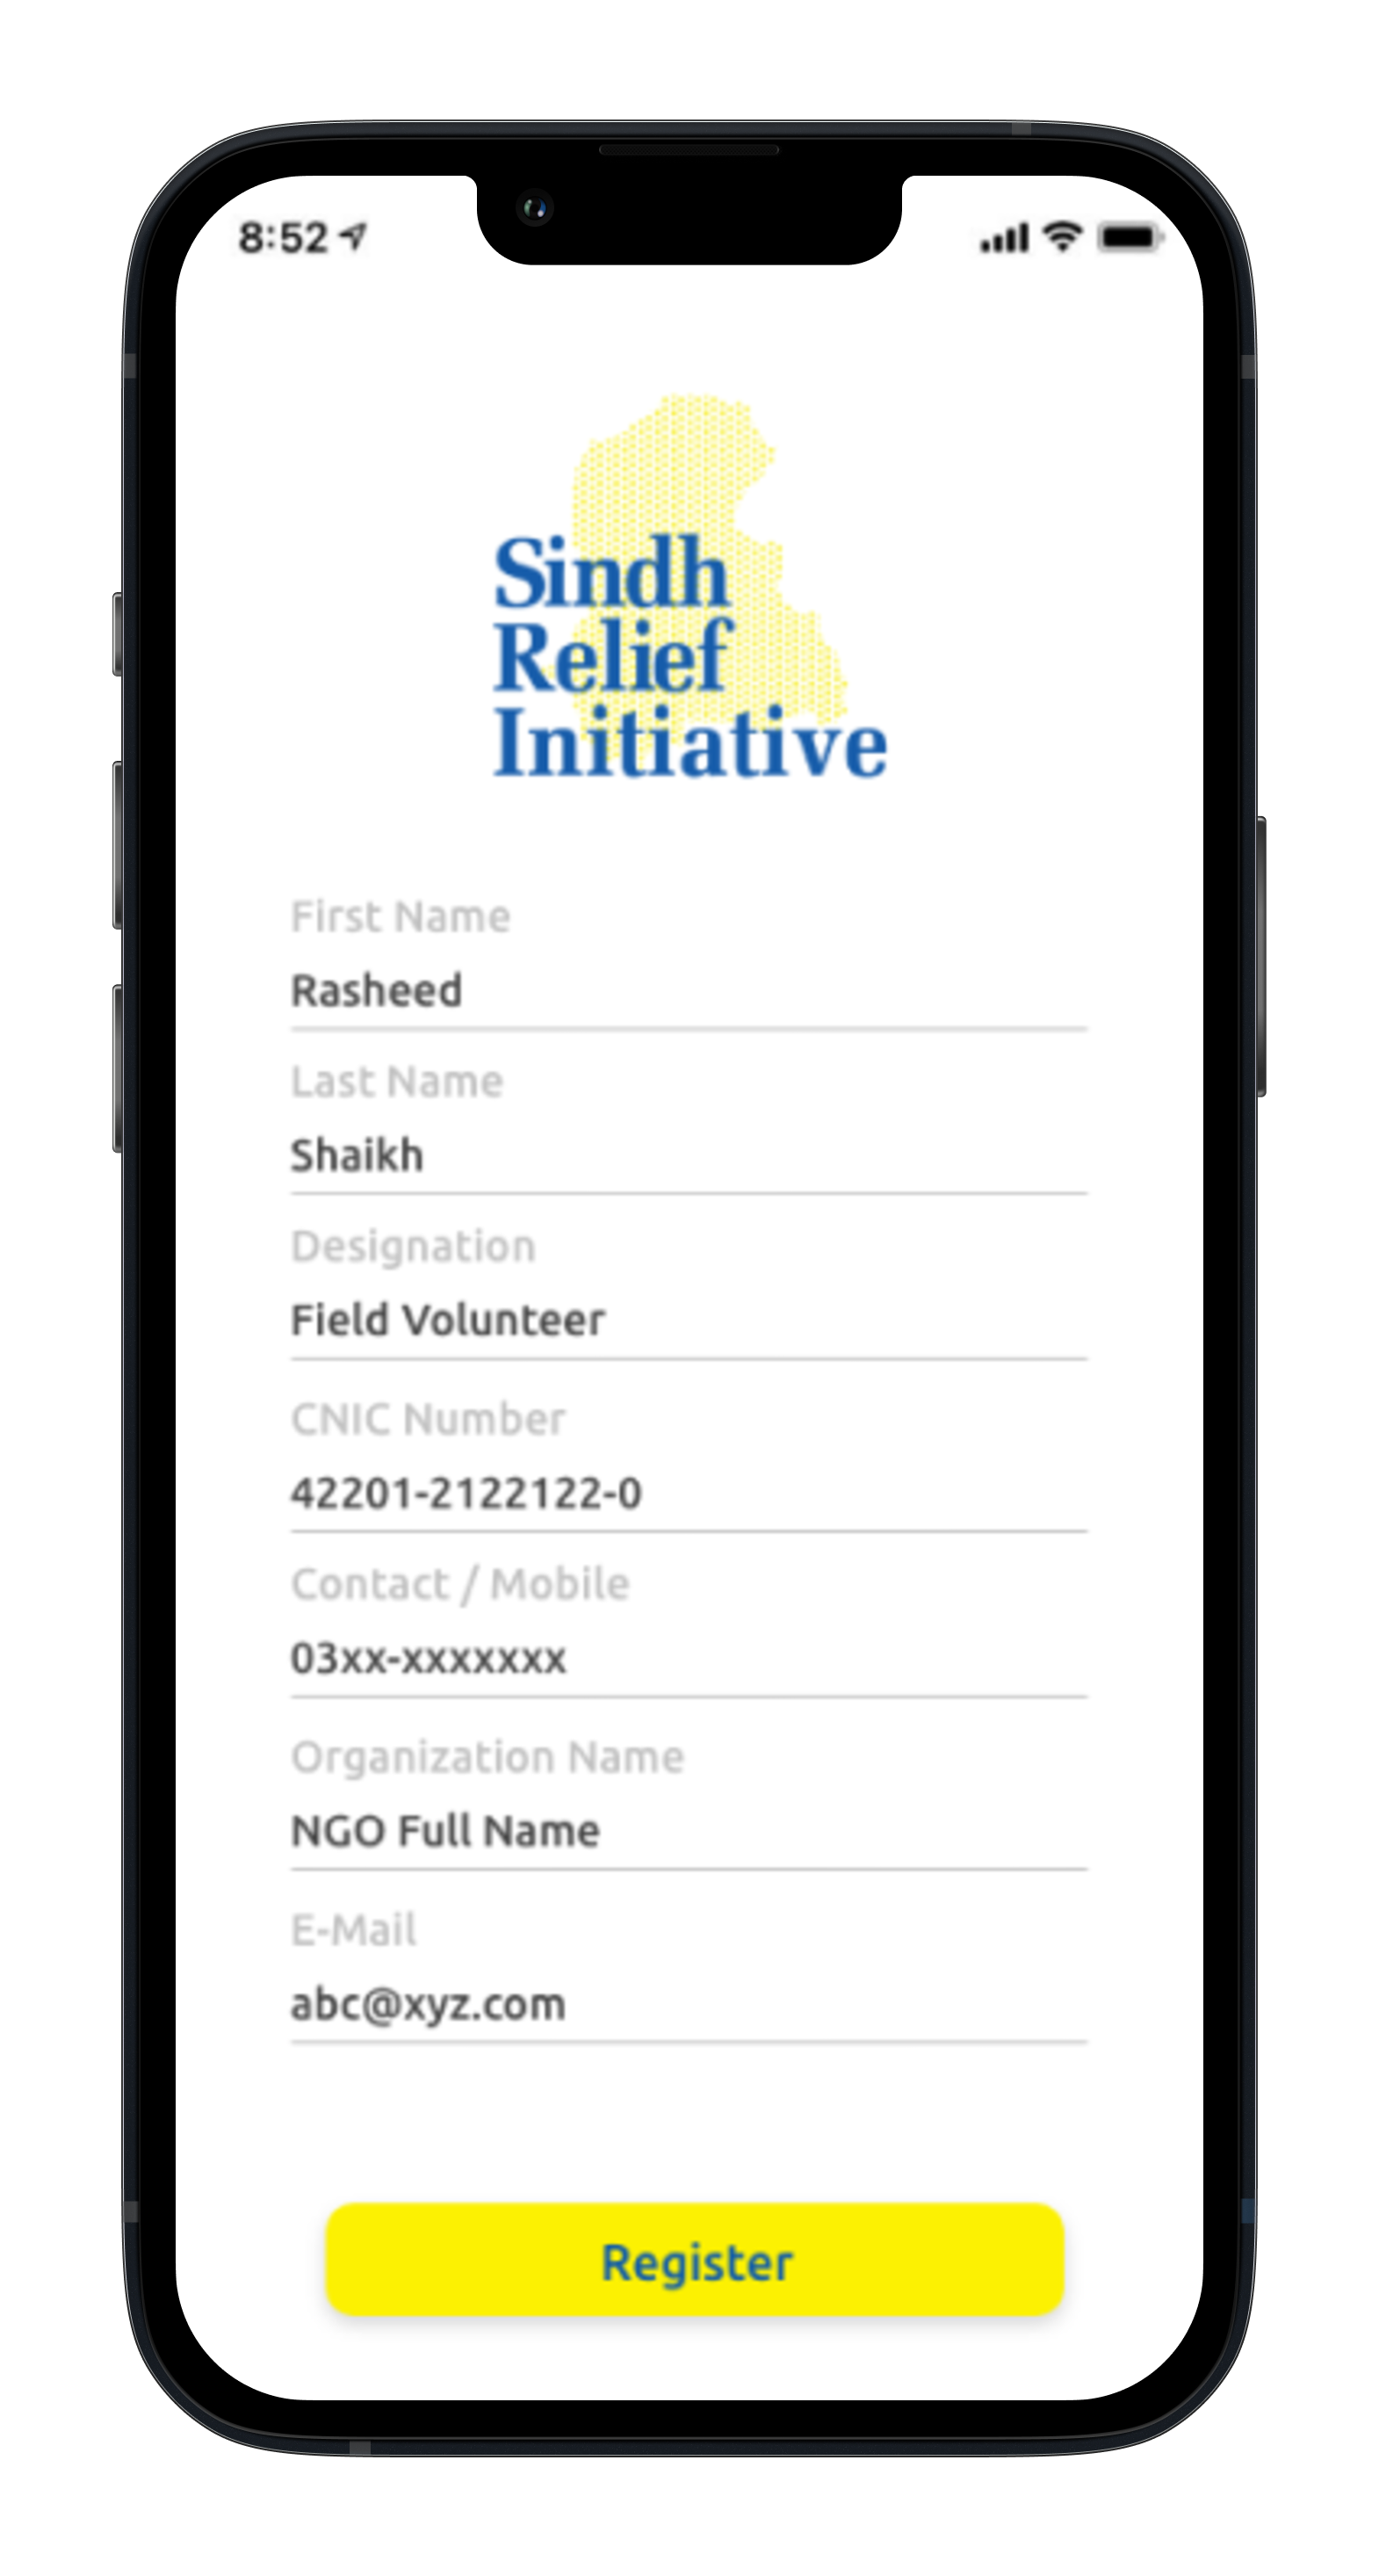 8:52
Sindh
Relief
Initiative
First Name
Rasheed
Last Name
Shaikh
Designation
Field Volunteer
CNIC Number
42201-2122122-0
Contact / Mobile
03xx-xxxxxxx
Organization Name
NGO Full Name
E-Mail
abc@xyz.com
Register